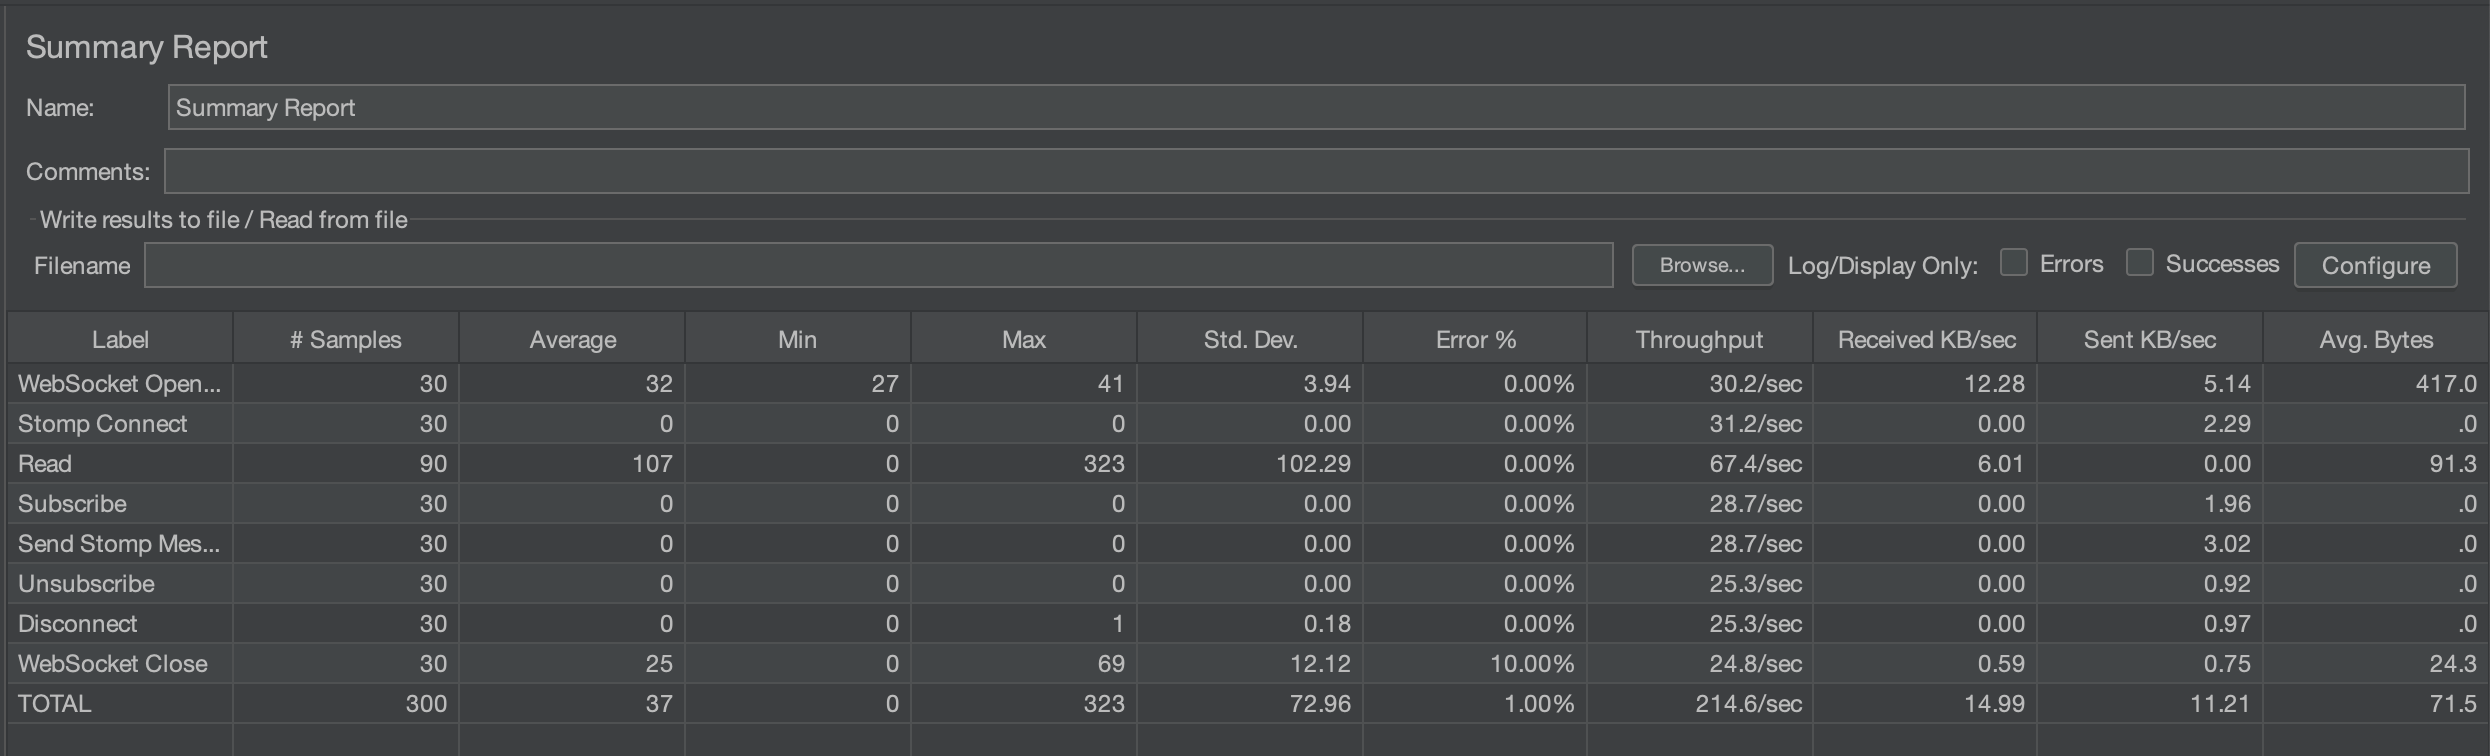 Summary Report
Name: Summary Report
Comments:
Write results to file / Read from file
Filename Browse... Log/Display Only: Errors Successes Configure
Label # Samples Average Min Max Std. Dev. Error % Throughput Received KB/sec Sent KB/sec Avg. Bytes
WebSocket Open... 30 32 27 41 3.94 0.00% 30.2/sec 12.28 5.14 417.0
Stomp Connect 30 0 0 0 0.00 0.00% 31.2/sec 0.00 2.29 .0
Read 90 107 0 323 102.29 0.00% 67.4/sec 6.01 0.00 91.3
Subscribe 30 0 0 0 0.00 0.00% 28.7/sec 0.00 1.96 .0
Send Stomp Mes... 30 0 0 0 0.00 0.00% 28.7/sec 0.00 3.02 .0
Unsubscribe 30 0 0 0 0.00 0.00% 25.3/sec 0.00 0.92 .0
Disconnect 30 0 0 1 0.18 0.00% 25.3/sec 0.00 0.97 .0
WebSocket Close 30 25 0 69 12.12 10.00% 24.8/sec 0.59 0.75 24.3
TOTAL 300 37 0 323 72.96 1.00% 214.6/sec 14.99 11.21 71.5